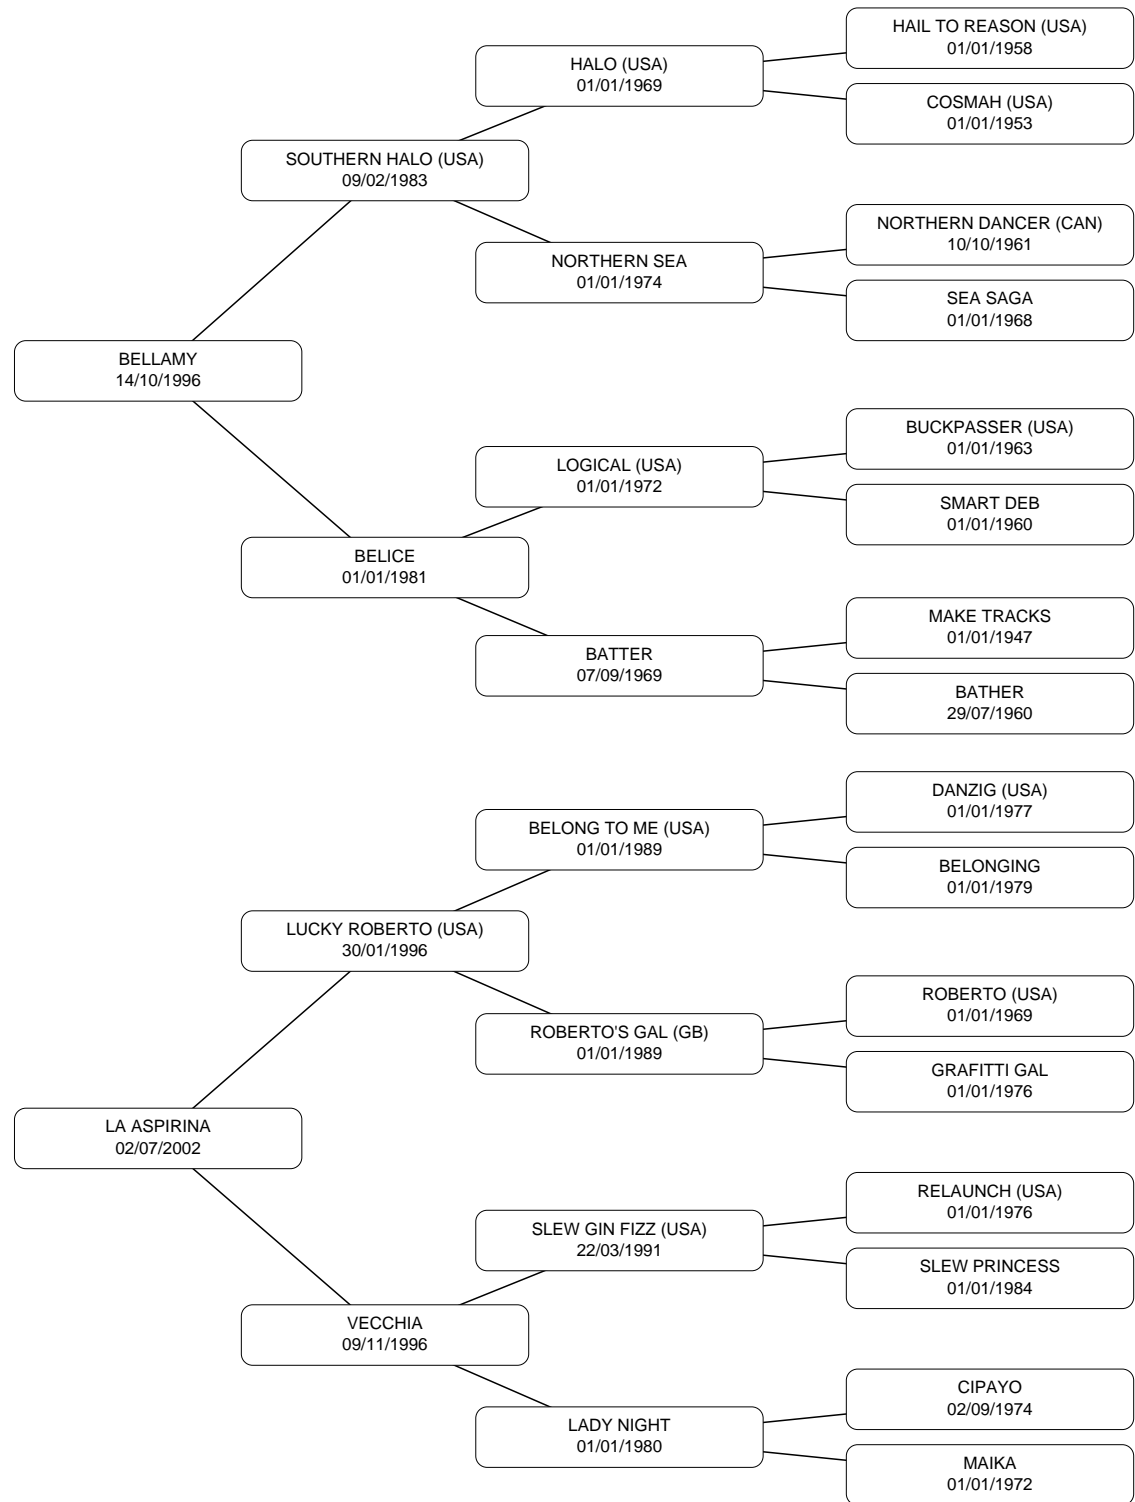 HAIL TO REASON (USA)
01/01/1958
HALO (USA)
01/01/1969
COSMAH (USA)
01/01/1953
SOUTHERN HALO (USA)
09/02/1983
NORTHERN DANCER (CAN)
10/10/1961
NORTHERN SEA
01/01/1974
SEA SAGA
01/01/1968
BELLAMY
14/10/1996
BUCKPASSER (USA)
01/01/1963
LOGICAL (USA)
01/01/1972
SMART DEB
01/01/1960
BELICE
01/01/1981
MAKE TRACKS
01/01/1947
BATTER
07/09/1969
BATHER
29/07/1960
DANZIG (USA)
01/01/1977
BELONG TO ME (USA)
01/01/1989
BELONGING
01/01/1979
LUCKY ROBERTO (USA)
30/01/1996
ROBERTO (USA)
01/01/1969
ROBERTO'S GAL (GB)
01/01/1989
GRAFITTI GAL
01/01/1976
LA ASPIRINA
02/07/2002
RELAUNCH (USA)
01/01/1976
SLEW GIN FIZZ (USA)
22/03/1991
SLEW PRINCESS
01/01/1984
VECCHIA
09/11/1996
CIPAYO
02/09/1974
LADY NIGHT
01/01/1980
MAIKA
01/01/1972